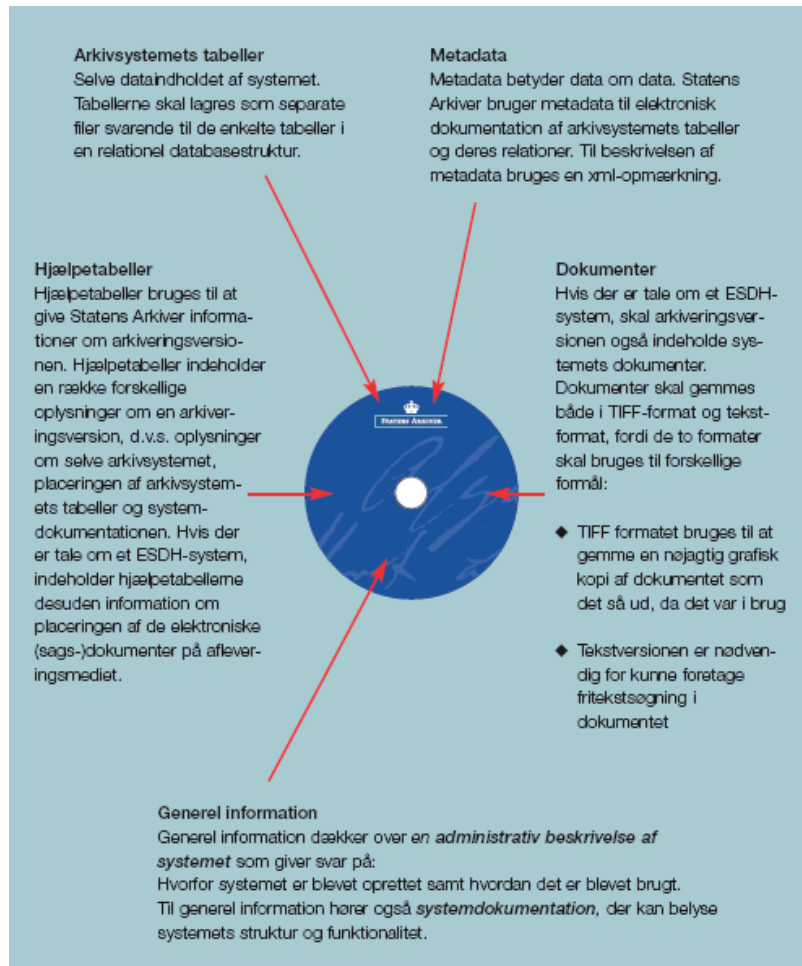 Arkivsystemets tabeller
Selve dataindholdet af systemet.
Tabellerne skal lagres som separate
filer svarende til de enkelte tabeller i
en relationel databasestruktur.
Metadata
Metadata betyder data om data. Statens
Arkiver bruger metadata til elektronisk
dokumentation af arkivsystemets tabeller
og deres relationer. Til beskrivelsen af
metadata bruges en xml-opmærkning.
Hjælpetabeller
Hjælpetabeller bruges til at
give Statens Arkiver informa-
tioner om arkiveringsversio-
nen. Hjælpetabeller indeholder
en række forskellige
oplysninger om en arkiver-
ingsversion, d.v.s. oplysninger
om selve arkivsystemet,
placeringen af arkivsystem-
ets tabeller og system-
dokumentationen. Hvis der
er tale om et ESDH-system,
indeholder hjælpetabellerne
desuden information om
placeringen af de elektroniske
(sags-)dokumenter på aflever-
ingsmediet.
STATENS ARKIVER
Dokumenter
Hvis der er tale om et ESDH-
system, skal arkiveringsver-
sionen også indeholde sys-
temets dokumenter.
Dokumenter skal gemmes
både i TIFF-format og tekst-
format, fordi de to formater
skal bruges til forskellige
formål:
◆ TIFF formatet bruges til at
gemme en nøjagtig grafisk
kopi af dokumentet som
det så ud, da det var i brug
◆ Tekstversionen er nødven-
dig for kunne foretage
fritekstsøgning i
dokumentet
Generel information
Generel information dækker over en administrativ beskrivelse af
systemet som giver svar på:
Hvorfor systemet er blevet oprettet samt hvordan det er blevet brugt.
Til generel information hører også systemdokumentation, der kan belyse
systemets struktur og funktionalitet.